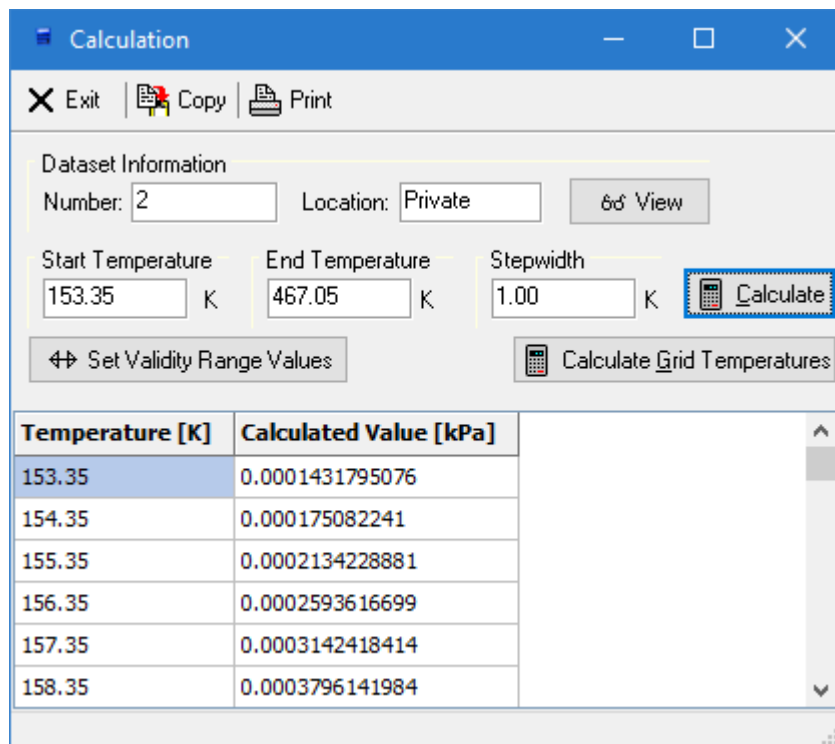 Calculation
Exit Copy Print
Dataset Information
Number: 2 Location: Private View
Start Temperature End Temperature Stepwidth
153.35 K 467.05 K 1.00 K Calculate
Set Validity Range Values Calculate Grid Temperatures
Temperature [K] Calculated Value [kPa]
153.35 0.0001431795076
154.35 0.000175082241
155.35 0.0002134228881
156.35 0.0002593616699
157.35 0.0003142418414
158.35 0.0003796141984